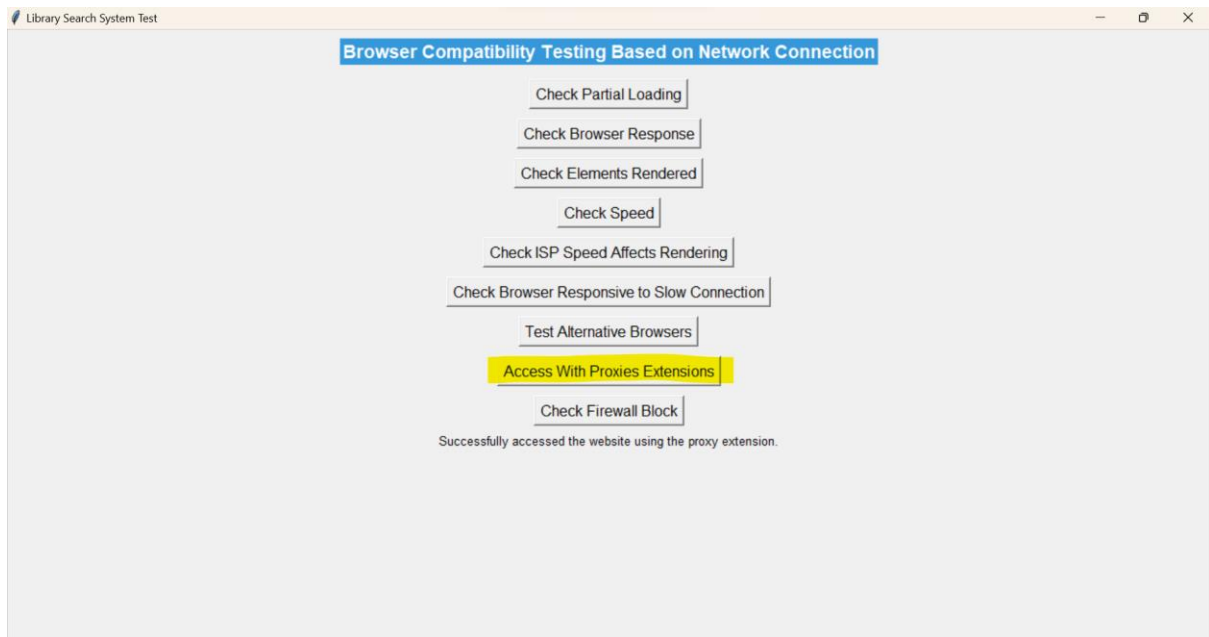 Library Search System Test
Browser Compatibility Testing Based on Network Connection
Check Partial Loading
Check Browser Response
Check Elements Rendered
Check Speed
Check ISP Speed Affects Rendering
Check Browser Responsive to Slow Connection
Test Alternative Browsers
Access With Proxies Extensions
Check Firewall Block
Successfully accessed the website using the proxy extension.